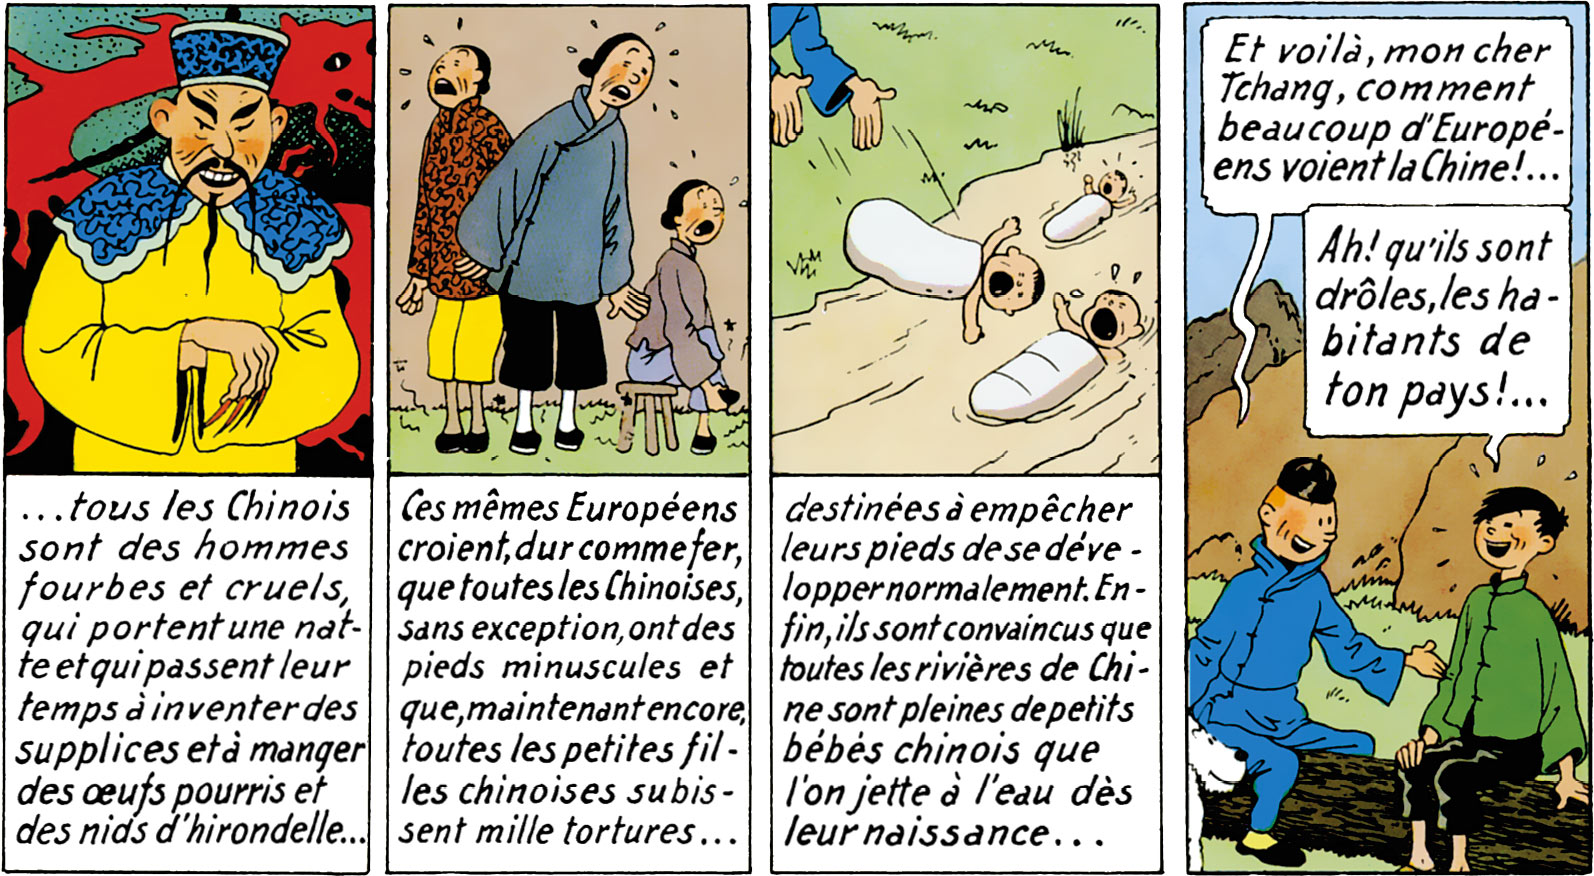 ...tous les Chinois
sont des hommes
fourbes et cruels,
qui portent une nat-
te et qui passent leur
temps à inventer des
supplices et à manger
des œufs pourris et
des nids d'hirondelle...
Ces mêmes Européens
croient, dur comme fer,
que toutes les Chinoises,
sans exception, ont des
pieds minuscules et
que, maintenant encore,
toutes les petites fil-
les chinoises subis-
sent mille tortures...
destinées à empêcher
leurs pieds de se déve-
lopper normalement. En-
fin, ils sont convaincus que
toutes les rivières de Chi-
ne sont pleines de petits
bébés chinois que
l'on jette à l'eau dès
leur naissance...
Et voilà, mon cher
Tchang, comment
beaucoup d'Europé-
ens voient la Chine!...
Ah! qu'ils sont
drôles, les ha-
bitants de
ton pays!...